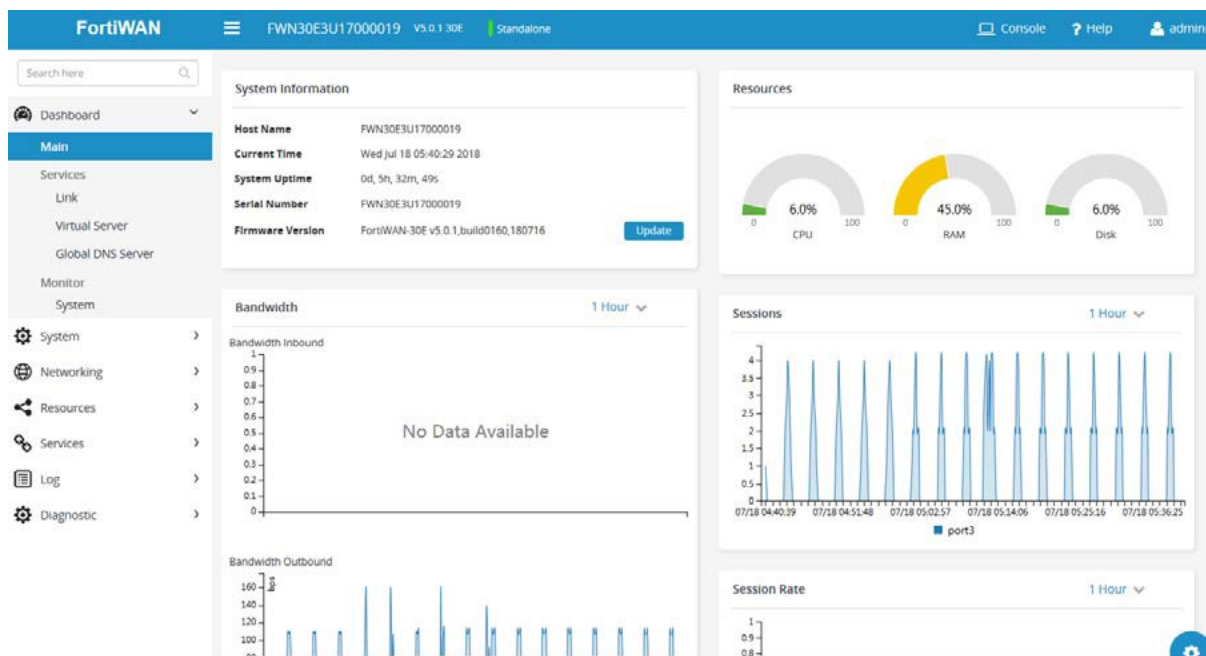 FortiWAN
FWN30E3U17000019 V5.0.1 30E Standalone
Console ? Help admin
Search here
Dashboard
Main
Services
Link
Virtual Server
Global DNS Server
Monitor
System
System
Networking
Resources
Services
Log
Diagnostic
System Information
Host Name FWN30E3U17000019
Current Time Wed Jul 18 05:40:29 2018
System Uptime 0d, 5h, 32m, 49s
Serial Number FWN30E3U17000019
Firmware Version FortiWAN-30E v5.0.1,build0160,180716 Update
Resources
6.0% 45.0% 6.0%
0 100 0 100 0 100
CPU RAM Disk
Bandwidth 1 Hour
Bandwidth Inbound
1
0.9
0.8
0.7
0.6
0.5
0.4
0.3
0.2
0.1
0
No Data Available
Bandwidth Outbound
bps
160
140
120
100
Sessions 1 Hour
4
3.5
3
2.5
2
1.5
1
0.5
0
07/18 04:40:39 07/18 04:51:48 07/18 05:02:57 07/18 05:14:06 07/18 05:25:16 07/18 05:36:25
port3
Session Rate 1 Hour
1
0.9
0.8